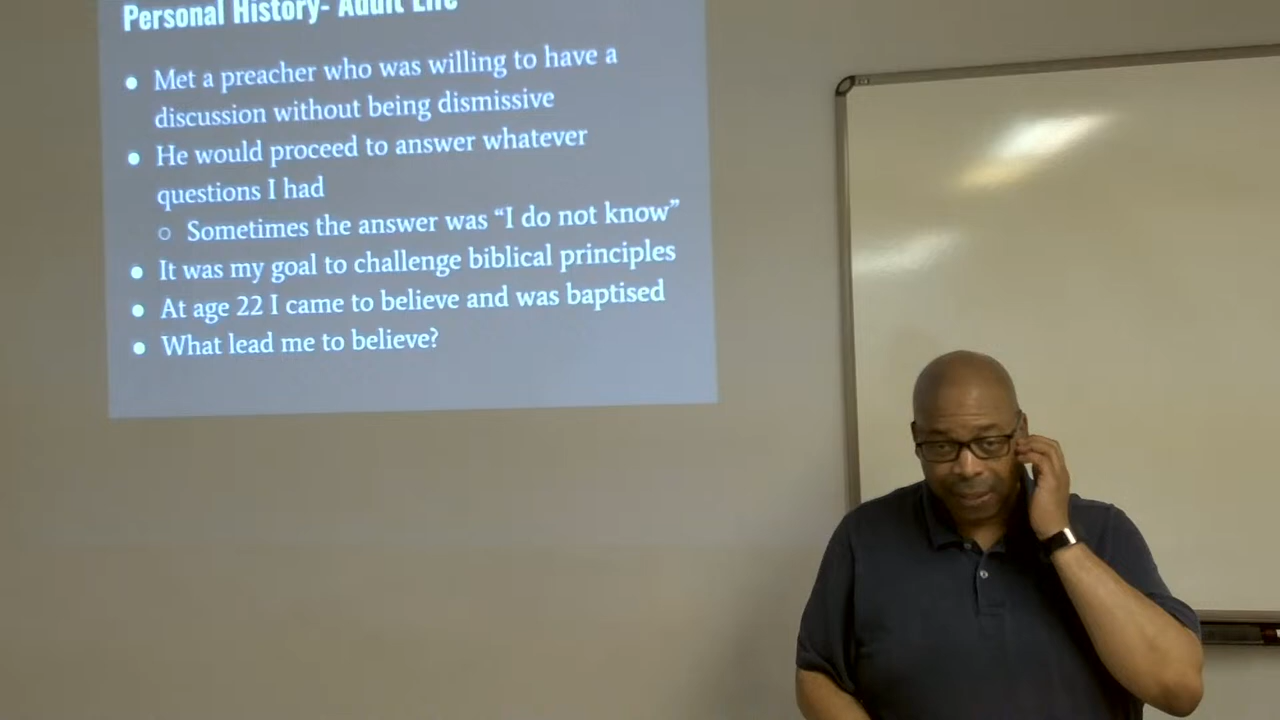 Personal History- Adult Life
Met a preacher who was willing to have a
discussion without being dismissive
He would proceed to answer whatever
questions I had
Sometimes the answer was “I do not know”
It was my goal to challenge biblical principles
At age 22 I came to believe and was baptised
What lead me to believe?